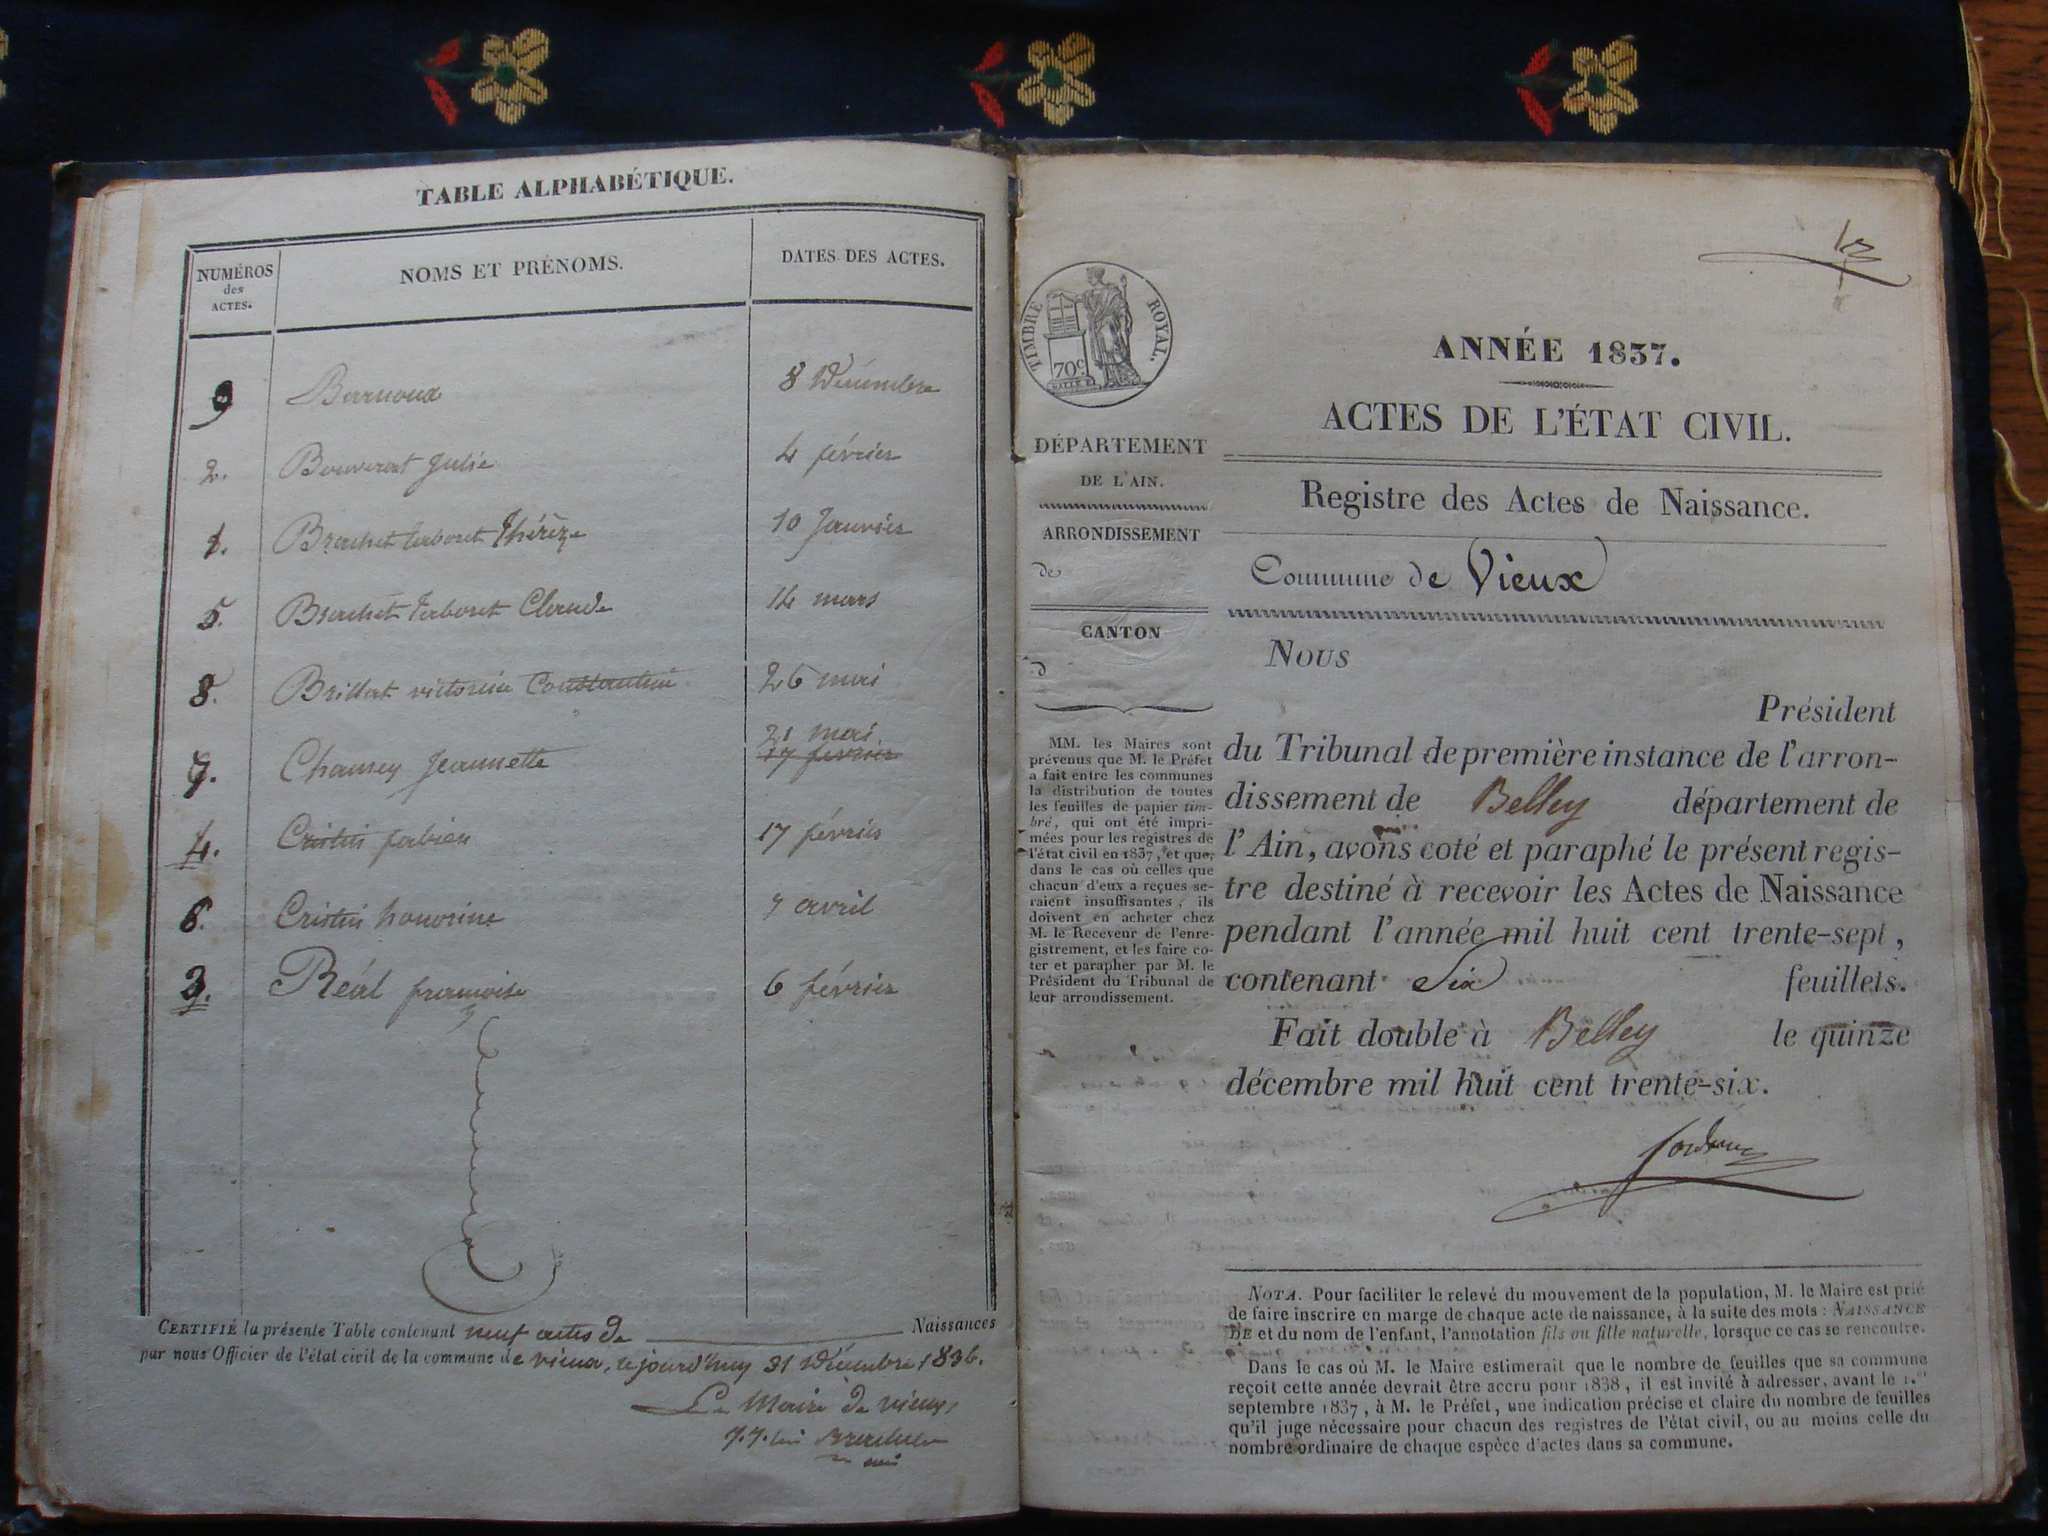 TABLE ALPHABÉTIQUE.
NUMÉROS
des
ACTES.
NOMS ET PRÉNOMS.
DATES DES ACTES.
9 8 Décembre
2. Bouverat Julie 4 février
1. Brachet Tabouret Thérèze 10 Janvier
5. Brachet Tabouret Claude 14 mars
8. Brillat victorine Constantine 26 mai
21 mai
7. Jeannette 17 février
4. Cristin fabien 17 février
6. Cristin honorine 7 avril
3. Réal francoise 6 février
CERTIFIÉ la présente Table contenant neuf actes de Naissances
par nous Officier de l'état civil de la commune de vieux, cejourd'huy 31 Décembre 1836.
Le Maire de vieux,
ANNÉE 1837.
ACTES DE L'ÉTAT CIVIL.
Registre des Actes de Naissance.
Commune de Vieux
TIMBRE ROYAL.
70c
DÉPARTEMENT
DE L'AIN.
ARRONDISSEMENT
de
CANTON
d
MM. les Maires sont
prévenus que M. le Préfet
a fait entre les communes
la distribution de toutes
les feuilles de papier tim-
bré, qui ont été impri-
mées pour les registres de
l'état civil en 1837, et que,
dans le cas où celles que
chacun d'eux a reçues se-
raient insuffisantes, ils
doivent en acheter chez
M. le Receveur de l'enre-
gistrement, et les faire co-
ter et parapher par M. le
Président du Tribunal de
leur arrondissement.
Nous
Président
du Tribunal de première instance de l'arron-
dissement de Belley département de
l'Ain, avons coté et paraphé le présent regis-
tre destiné à recevoir les Actes de Naissance
pendant l'année mil huit cent trente-sept,
contenant Six feuillets.
Fait double à Belley le quinze
décembre mil huit cent trente-six.
NOTA. Pour faciliter le relevé du mouvement de la population, M. le Maire est prié
de faire inscrire en marge de chaque acte de naissance, à la suite des mots : NAISSANCE
DE et du nom de l'enfant, l'annotation fils ou fille naturelle, lorsque ce cas se rencontre.
Dans le cas où M. le Maire estimerait que le nombre de feuilles que sa commune
reçoit cette année devrait être accru pour 1838, il est invité à adresser, avant le 1.er
septembre 1837, à M. le Préfet, une indication précise et claire du nombre de feuilles
qu'il juge nécessaire pour chacun des registres de l'état civil, ou au moins celle du
nombre ordinaire de chaque espèce d'actes dans sa commune.